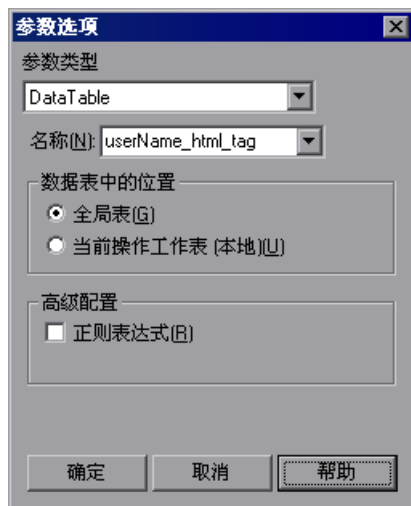 参数选项
参数类型
DataTable
名称(N): userName_html_tag
数据表中的位置
全局表(G)
当前操作工作表 (本地)(U)
高级配置
正则表达式(R)
确定 取消 帮助